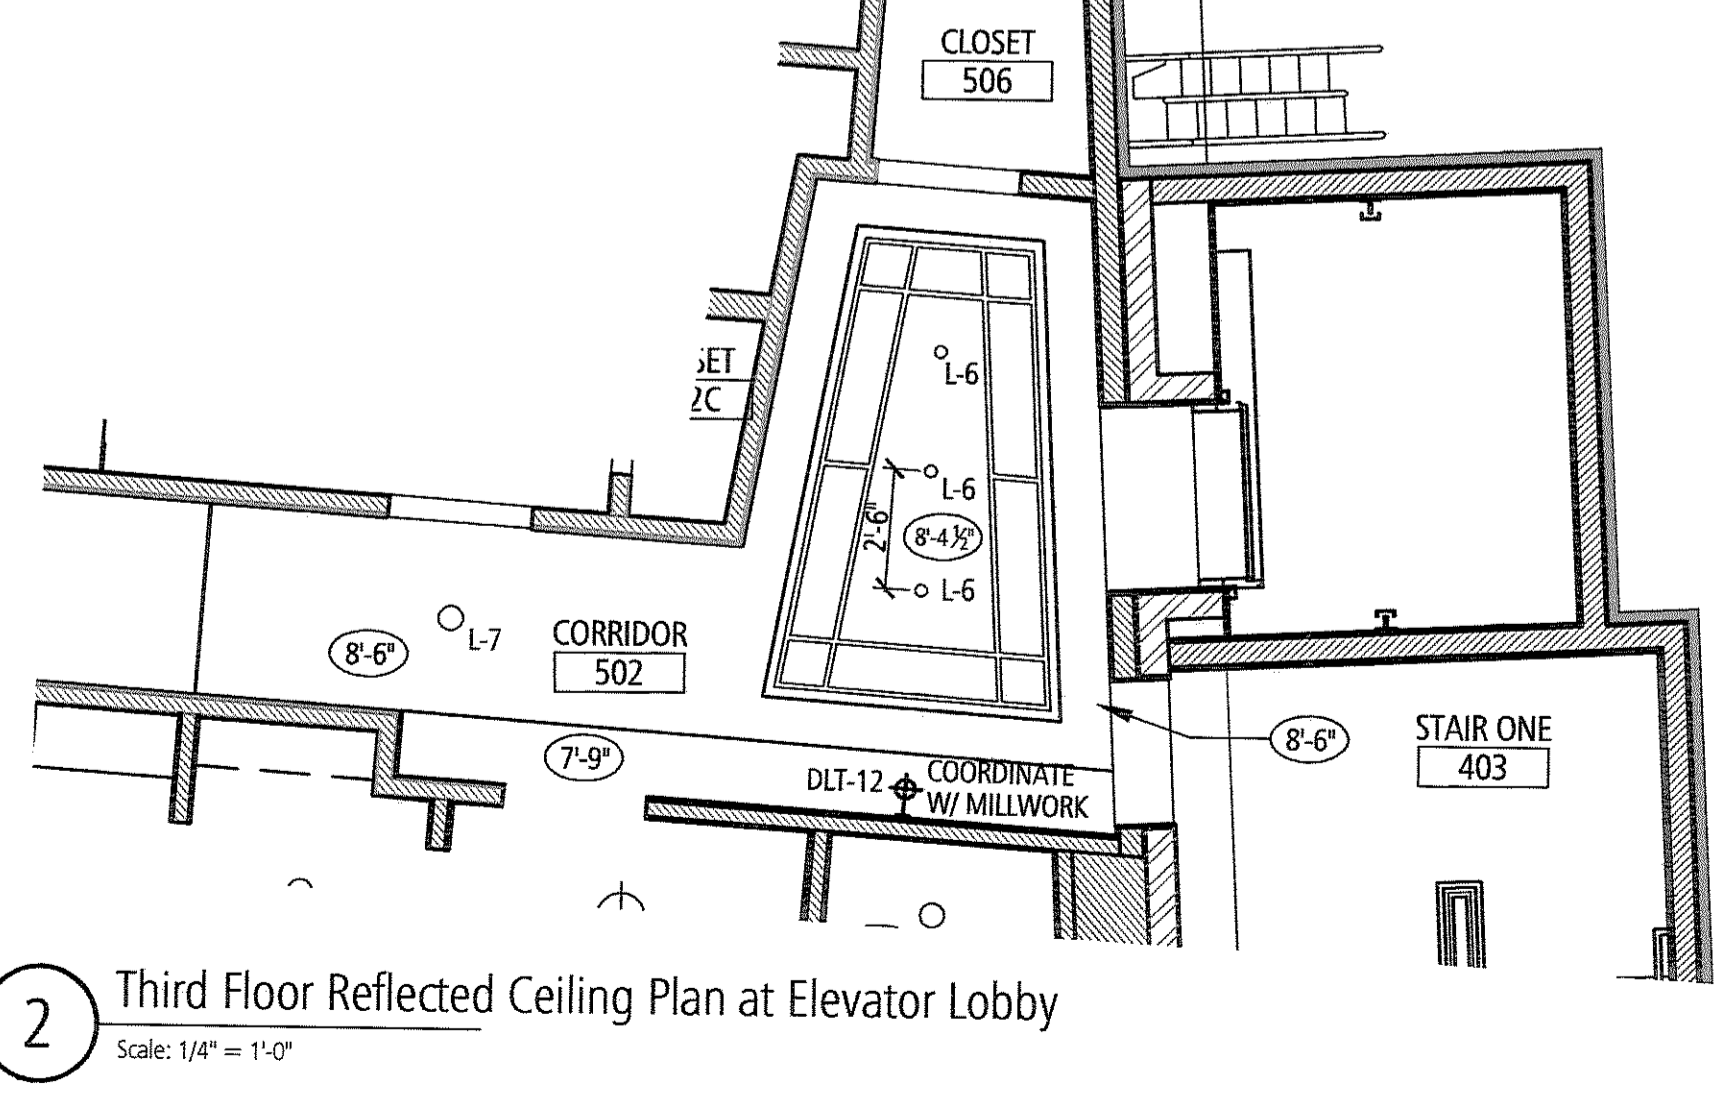 CLOSET
506
SET
2C
L-6
L-6
2'-6"
8'-4½"
L-6
L-7
8'-6"
CORRIDOR
502
7'-9"
DLT-12
COORDINATE
W/ MILLWORK
8'-6"
STAIR ONE
403
2
Third Floor Reflected Ceiling Plan at Elevator Lobby
Scale: 1/4" = 1'-0"